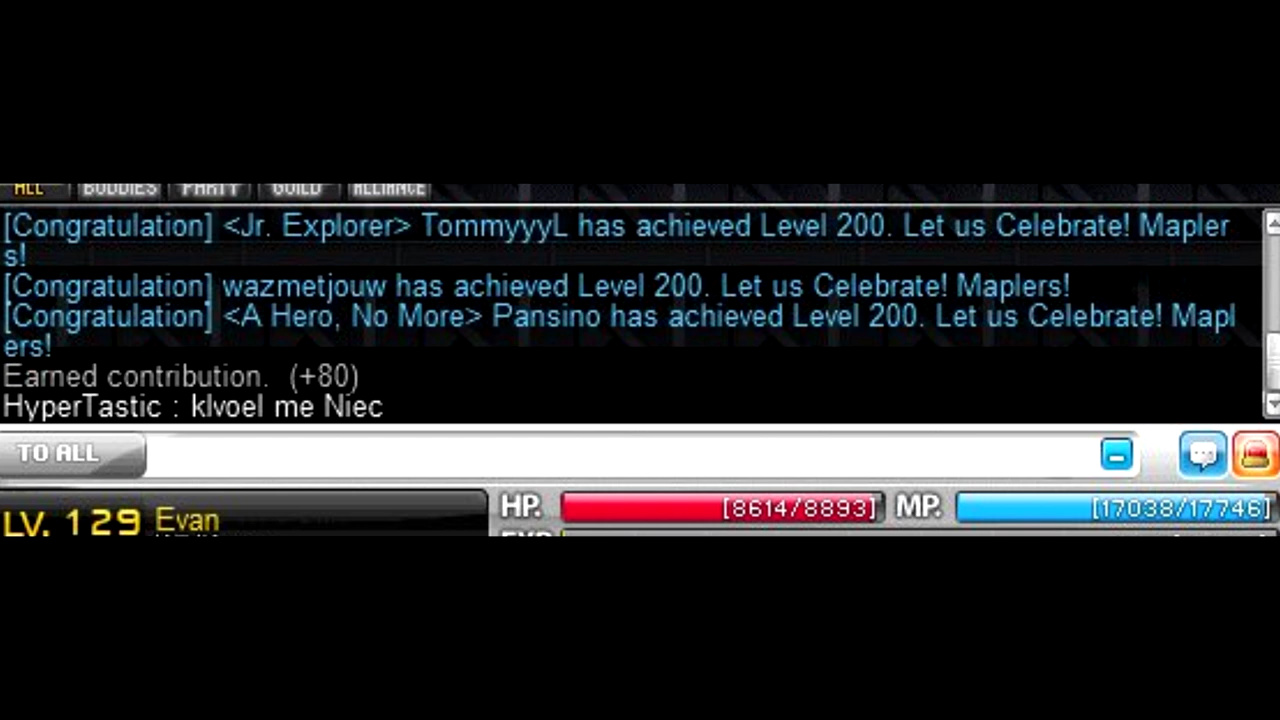 ALL BUDDIES PARTY GUILD ALLIANCE
[Congratulation] <Jr. Explorer> TommyyyL has achieved Level 200. Let us Celebrate! Mapler
s!
[Congratulation] wazmetjouw has achieved Level 200. Let us Celebrate! Maplers!
[Congratulation] <A Hero, No More> Pansino has achieved Level 200. Let us Celebrate! Mapl
ers!
Earned contribution. (+80)
HyperTastic : klvoel me Niec
TO ALL
LV. 129 Evan HP. [8614/8893] MP. [17038/17746]
EXP